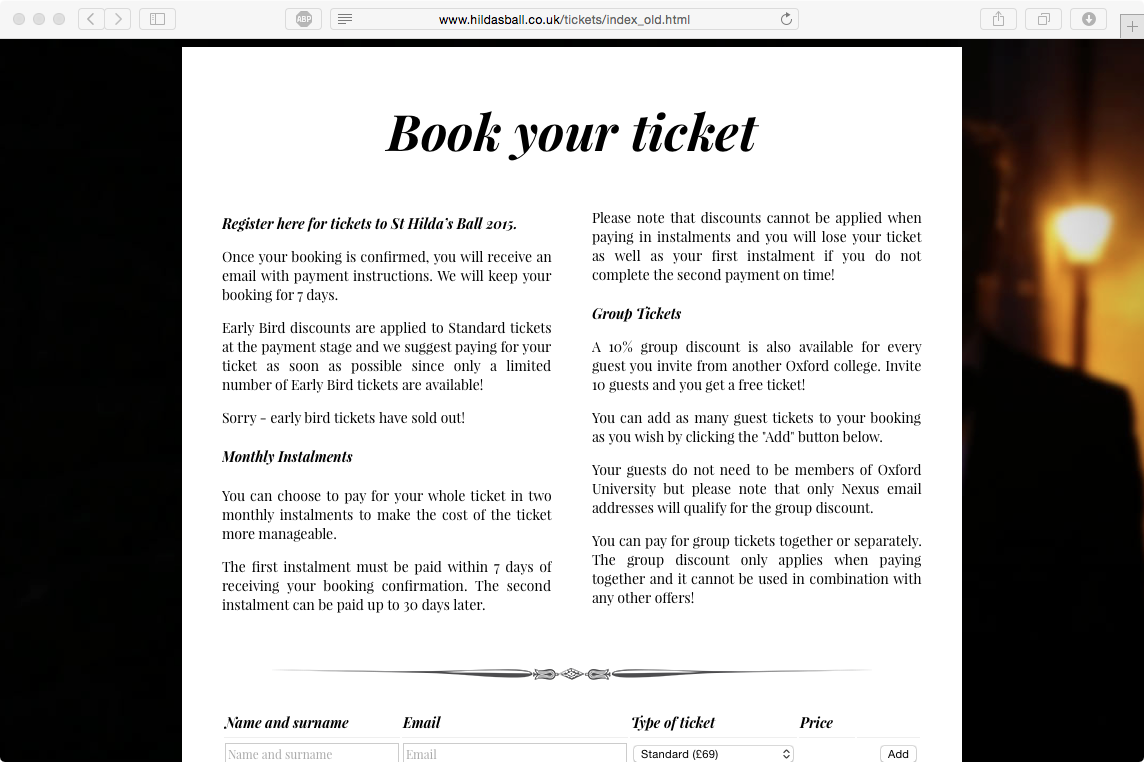 ABP
www.hildasball.co.uk/tickets/index_old.html
Book your ticket
Register here for tickets to St Hilda's Ball 2015.
Once your booking is confirmed, you will receive an
email with payment instructions. We will keep your
booking for 7 days.
Early Bird discounts are applied to Standard tickets
at the payment stage and we suggest paying for your
ticket as soon as possible since only a limited
number of Early Bird tickets are available!
Sorry - early bird tickets have sold out!
Monthly Instalments
You can choose to pay for your whole ticket in two
monthly instalments to make the cost of the ticket
more manageable.
The first instalment must be paid within 7 days of
receiving your booking confirmation. The second
instalment can be paid up to 30 days later.
Please note that discounts cannot be applied when
paying in instalments and you will lose your ticket
as well as your first instalment if you do not
complete the second payment on time!
Group Tickets
A 10% group discount is also available for every
guest you invite from another Oxford college. Invite
10 guests and you get a free ticket!
You can add as many guest tickets to your booking
as you wish by clicking the "Add" button below.
Your guests do not need to be members of Oxford
University but please note that only Nexus email
addresses will qualify for the group discount.
You can pay for group tickets together or separately.
The group discount only applies when paying
together and it cannot be used in combination with
any other offers!
Name and surname Email Type of ticket Price
Name and surname Email Standard (£69) Add